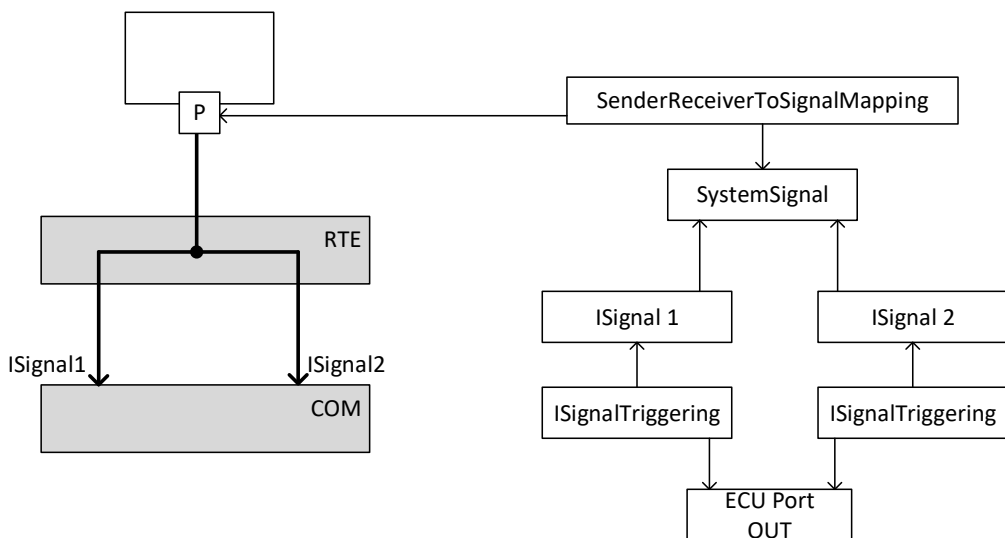 P
SenderReceiverToSignalMapping
SystemSignal
RTE
ISignal 1
ISignal 2
ISignal1
ISignal2
COM
ISignalTriggering
ISignalTriggering
ECU Port
OUT